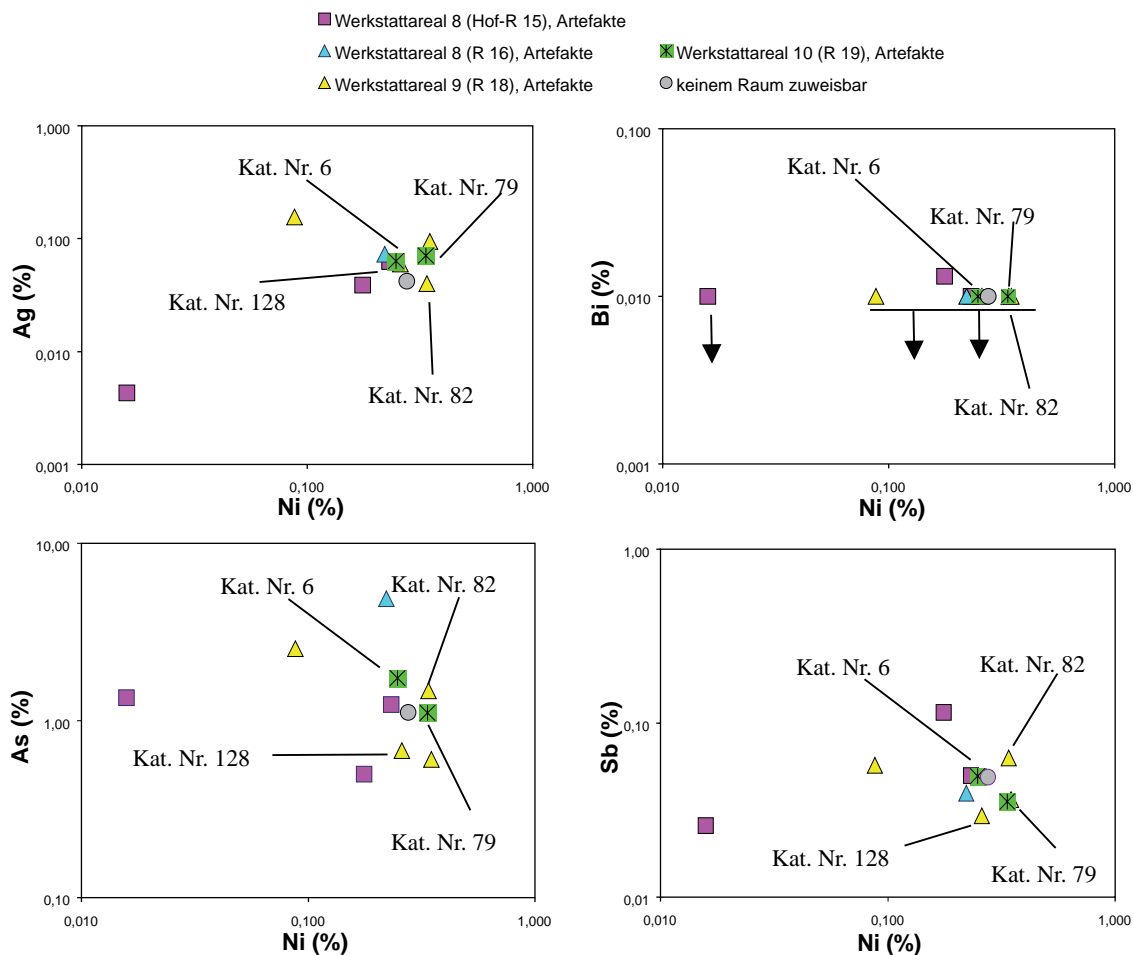 Werkstattareal 8 (Hof-R 15), Artefakte
Werkstattareal 8 (R 16), Artefakte
Werkstattareal 10 (R 19), Artefakte
Werkstattareal 9 (R 18), Artefakte
keinem Raum zuweisbar
1,000
0,100
0,010
0,001
Ag (%)
Kat. Nr. 6
Kat. Nr. 79
Kat. Nr. 128
Kat. Nr. 82
0,010
0,100
1,000
Ni (%)
0,100
0,010
0,001
Bi (%)
Kat. Nr. 6
Kat. Nr. 79
Kat. Nr. 82
0,010
0,100
1,000
Ni (%)
10,00
1,00
0,10
As (%)
Kat. Nr. 6
Kat. Nr. 82
Kat. Nr. 128
Kat. Nr. 79
0,010
0,100
1,000
Ni (%)
1,00
0,10
0,01
Sb (%)
Kat. Nr. 6
Kat. Nr. 82
Kat. Nr. 128
Kat. Nr. 79
0,010
0,100
1,000
Ni (%)